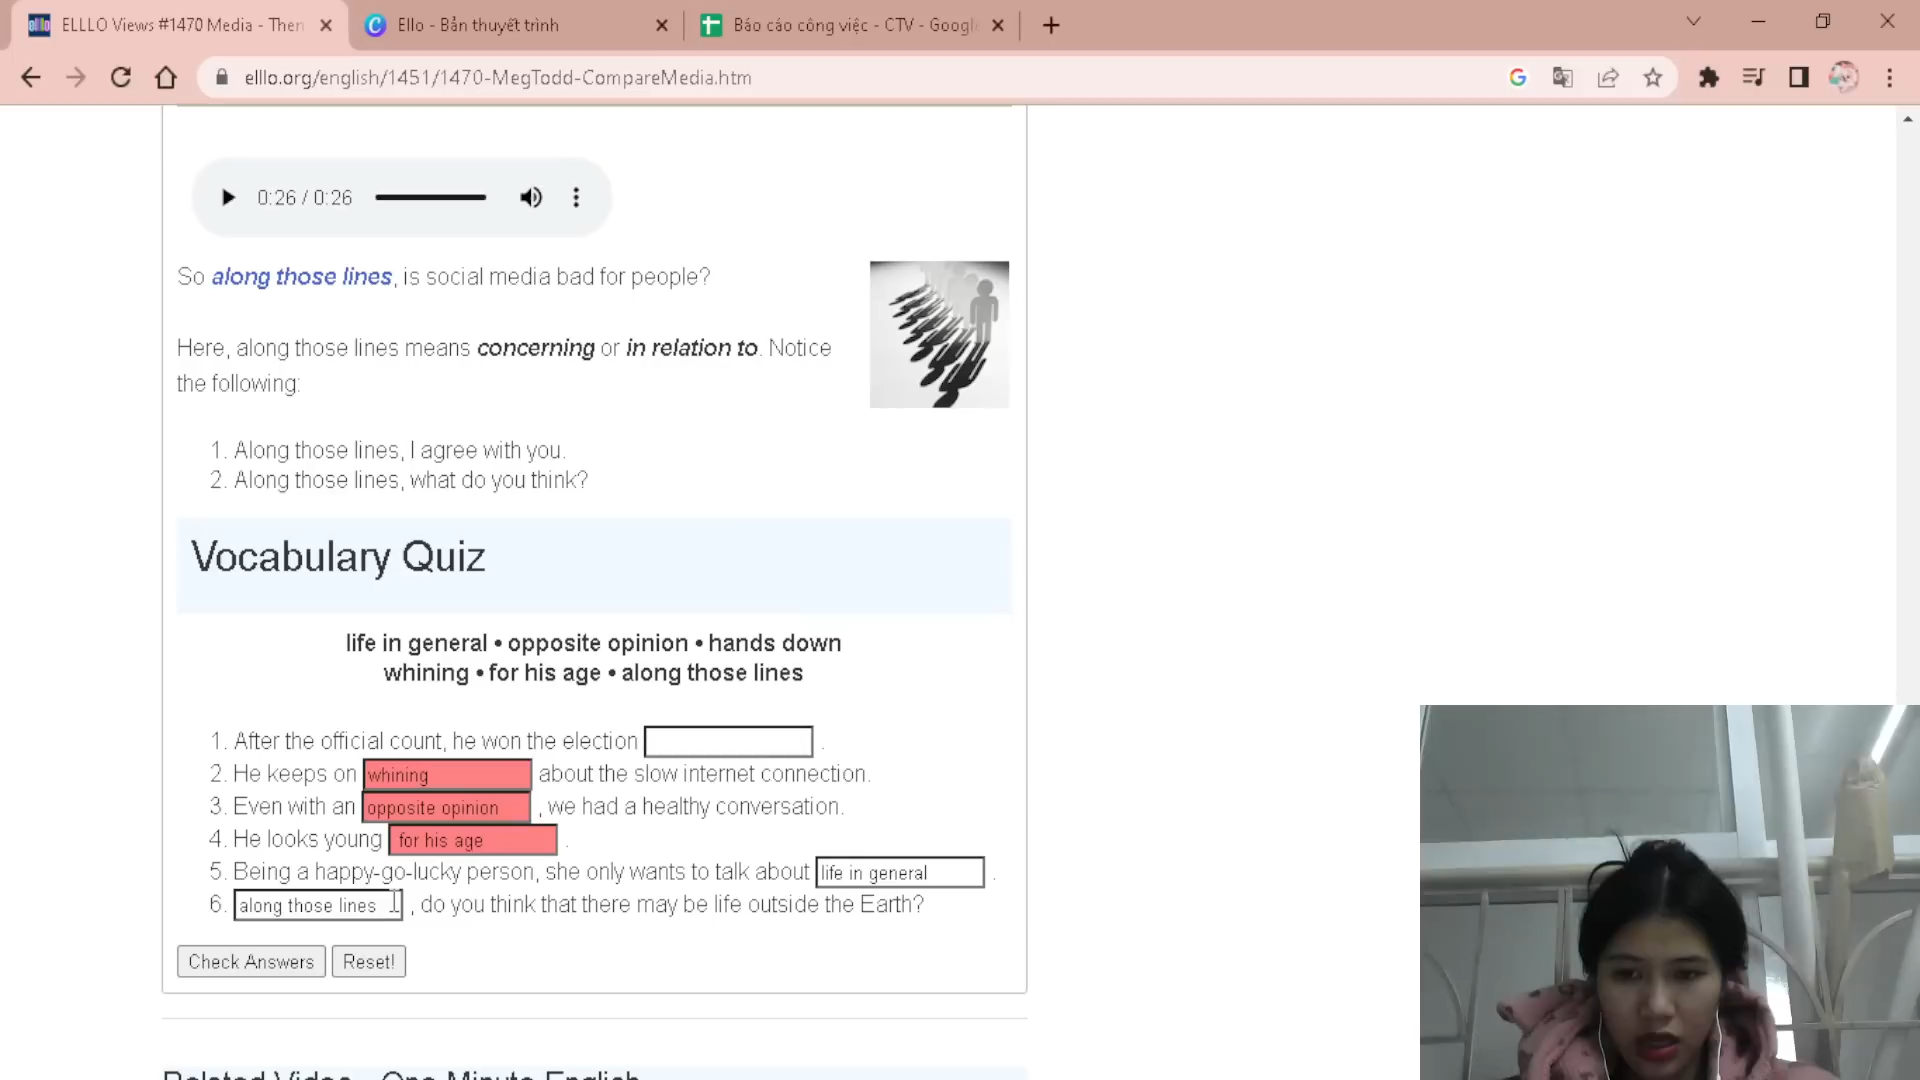 ELLLO Views #1470 Media - Then
Ello - Bản thuyết trình
Báo cáo công việc - CTV - Googl
elllo.org/english/1451/1470-MegTodd-CompareMedia.htm
0:26 / 0:26
So along those lines, is social media bad for people?
Here, along those lines means concerning or in relation to. Notice
the following:
1. Along those lines, I agree with you.
2. Along those lines, what do you think?
Vocabulary Quiz
life in general • opposite opinion • hands down
whining • for his age • along those lines
1. After the official count, he won the election .
2. He keeps on whining about the slow internet connection.
3. Even with an opposite opinion , we had a healthy conversation.
4. He looks young for his age .
5. Being a happy-go-lucky person, she only wants to talk about life in general .
6. along those lines , do you think that there may be life outside the Earth?
Check Answers Reset!
Related Video - One Minute English